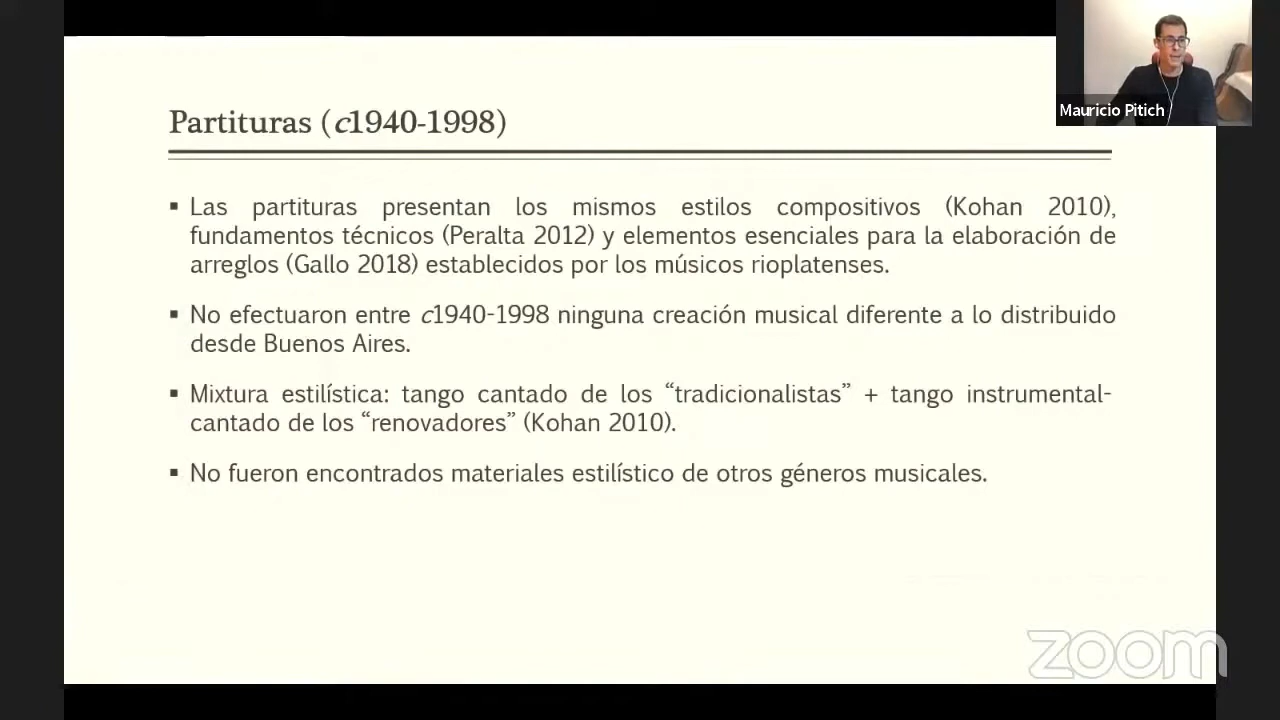 Mauricio Pitich
Partituras (c1940-1998)
▪ Las partituras presentan los mismos estilos compositivos (Kohan 2010),
fundamentos técnicos (Peralta 2012) y elementos esenciales para la elaboración de
arreglos (Gallo 2018) establecidos por los músicos rioplatenses.
▪ No efectuaron entre c1940-1998 ninguna creación musical diferente a lo distribuido
desde Buenos Aires.
▪ Mixtura estilística: tango cantado de los “tradicionalistas” + tango instrumental-
cantado de los “renovadores” (Kohan 2010).
▪ No fueron encontrados materiales estilístico de otros géneros musicales.
zoom